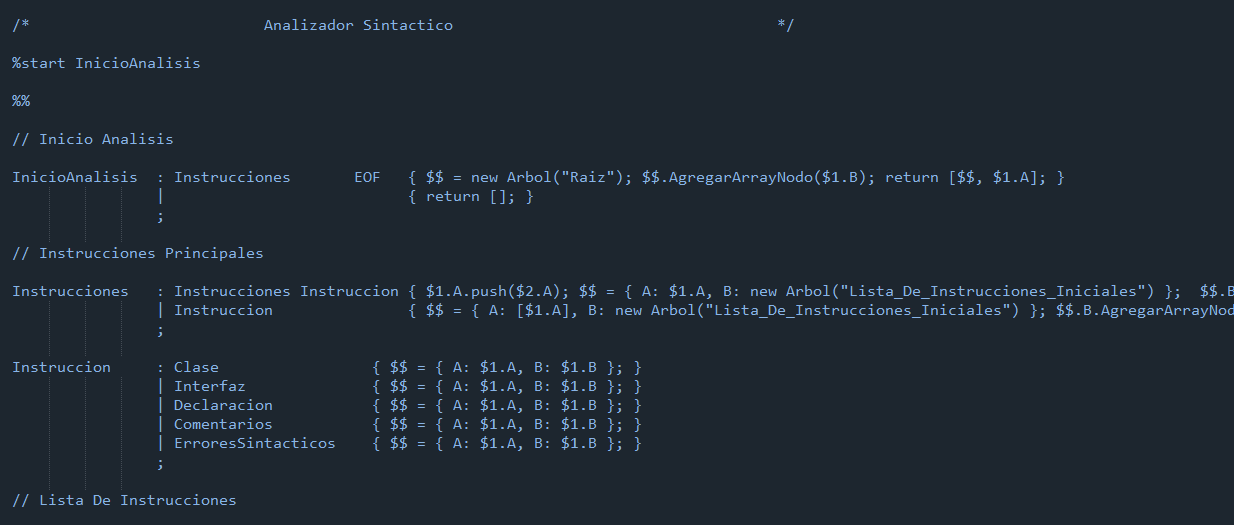 /*                          Analizador Sintactico                                    */
%start InicioAnalisis
%%
// Inicio Analisis
InicioAnalisis  : Instrucciones       EOF   { $$ = new Arbol("Raiz"); $$.AgregarArrayNodo($1.B); return [$$, $1.A]; }
                |                           { return []; }
                ;
// Instrucciones Principales
Instrucciones   : Instrucciones Instruccion { $1.A.push($2.A); $$ = { A: $1.A, B: new Arbol("Lista_De_Instrucciones_Iniciales") };  $$.B
                | Instruccion               { $$ = { A: [$1.A], B: new Arbol("Lista_De_Instrucciones_Iniciales") }; $$.B.AgregarArrayNod
                ;
Instruccion     : Clase                 { $$ = { A: $1.A, B: $1.B }; }
                | Interfaz              { $$ = { A: $1.A, B: $1.B }; }
                | Declaracion           { $$ = { A: $1.A, B: $1.B }; }
                | Comentarios           { $$ = { A: $1.A, B: $1.B }; }
                | ErroresSintacticos    { $$ = { A: $1.A, B: $1.B }; }
                ;
// Lista De Instrucciones